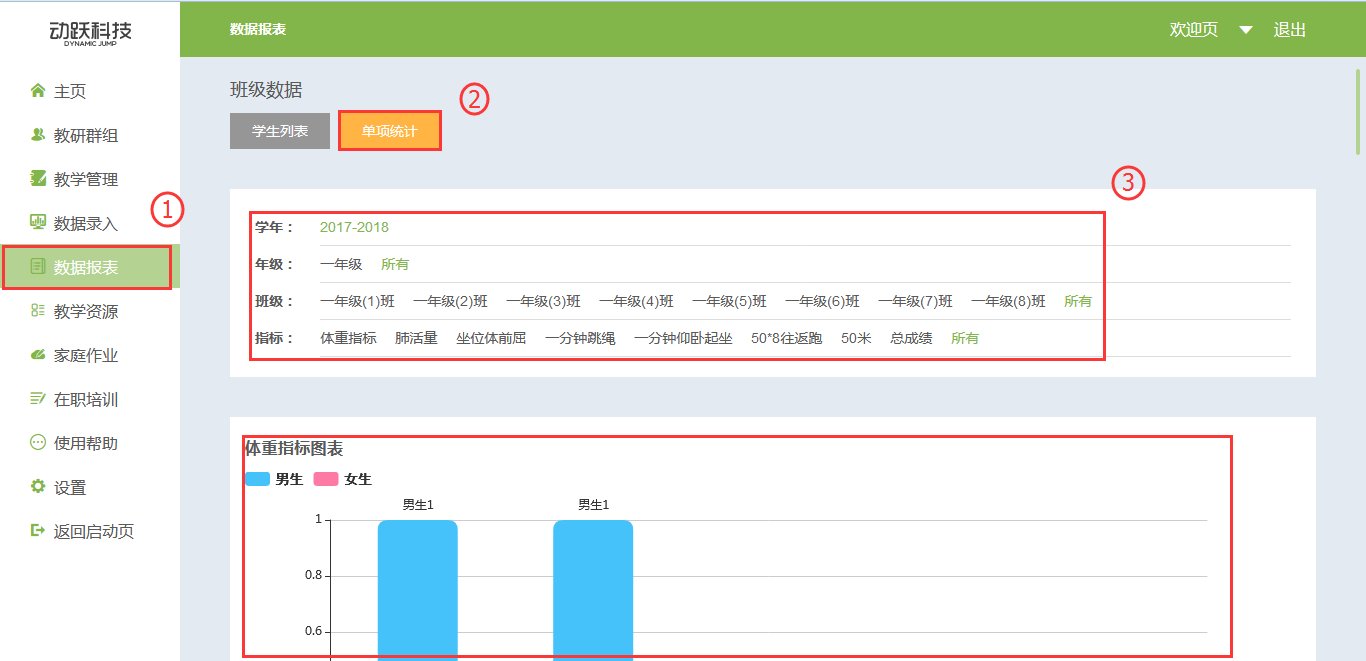 动跃科技
DYNAMIC JUMP
数据报表
欢迎页 退出
主页
教研群组
教学管理
数据录入
数据报表
教学资源
家庭作业
在职培训
使用帮助
设置
返回启动页
①
班级数据
②
学生列表 单项统计
③
学年： 2017-2018
年级： 一年级 所有
班级： 一年级(1)班 一年级(2)班 一年级(3)班 一年级(4)班 一年级(5)班 一年级(6)班 一年级(7)班 一年级(8)班 所有
指标： 体重指标 肺活量 坐位体前屈 一分钟跳绳 一分钟仰卧起坐 50*8往返跑 50米 总成绩 所有
体重指标图表
男生 女生
男生1 男生1
1
0.8
0.6